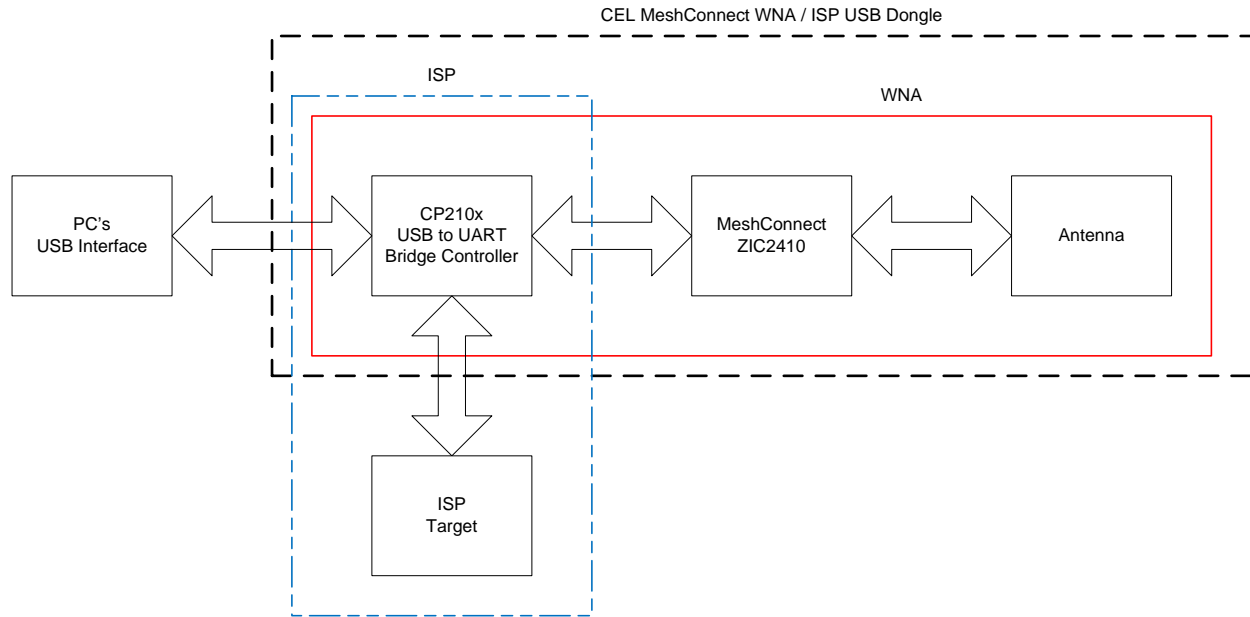 CEL MeshConnect WNA / ISP USB Dongle
ISP
WNA
PC's
USB Interface
CP210x
USB to UART
Bridge Controller
MeshConnect
ZIC2410
Antenna
ISP
Target